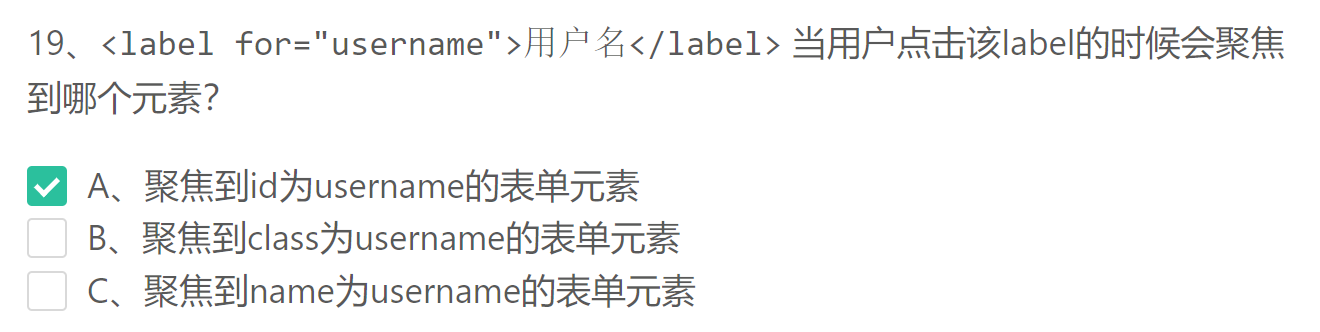 19、<label for="username">用户名</label> 当用户点击该label的时候会聚焦
到哪个元素？
A、聚焦到id为username的表单元素
B、聚焦到class为username的表单元素
C、聚焦到name为username的表单元素